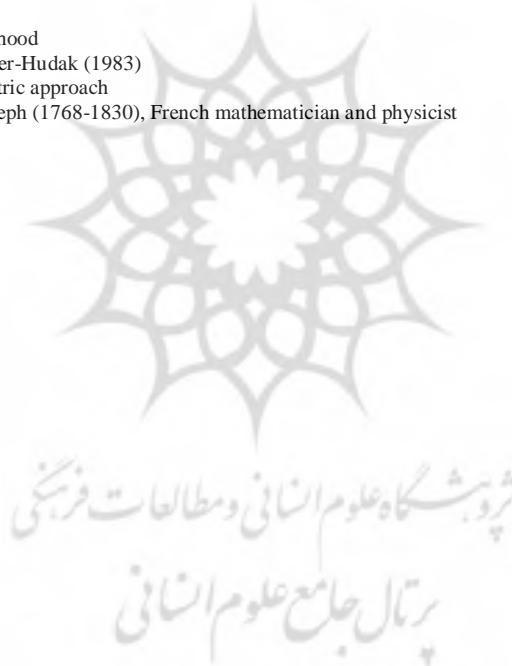 hood
er-Hudak (1983)
tric approach
eph (1768-1830), French mathematician and physicist
پژوهشگاه علوم انسانی و مطالعات فرهنگی
پرتال جامع علوم انسانی